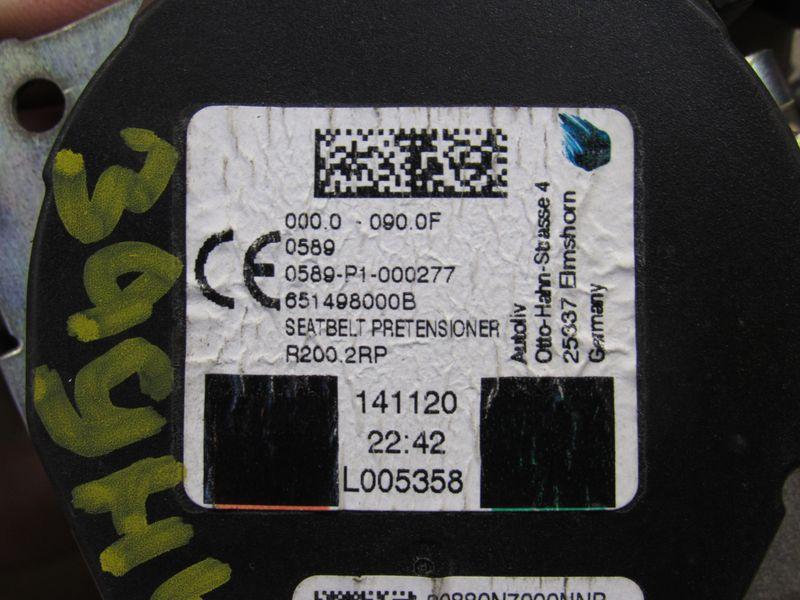 000.0 - 090.0F
0589
0589-P1-000277
651498000B
SEATBELT PRETENSIONER
R200.2RP
CE
Autoliv
Otto-Hahn-Strasse 4
25337 Elmshorn
Germany
141120
22:42
L005358